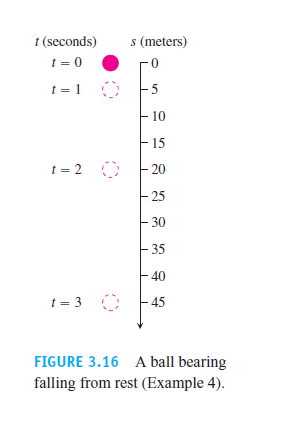 t (seconds) s (meters)
t = 0 0
t = 1 5
10
15
t = 2 20
25
30
35
40
t = 3 45
FIGURE 3.16 A ball bearing
falling from rest (Example 4).